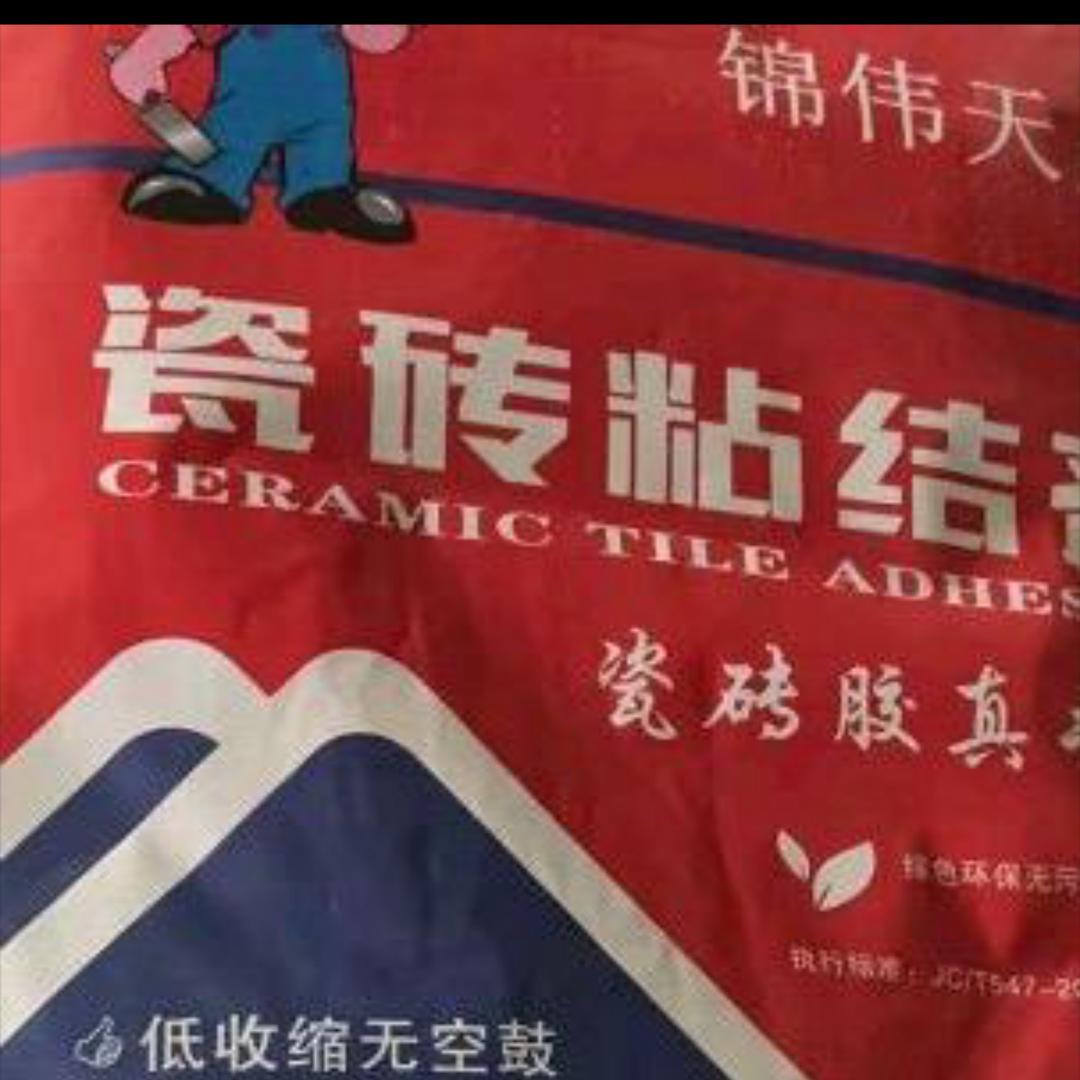 锦伟天
瓷砖粘结
CERAMIC TILE ADHES
瓷砖胶真
绿色环保无污
执行标准：JC/T547-20
低收缩无空鼓